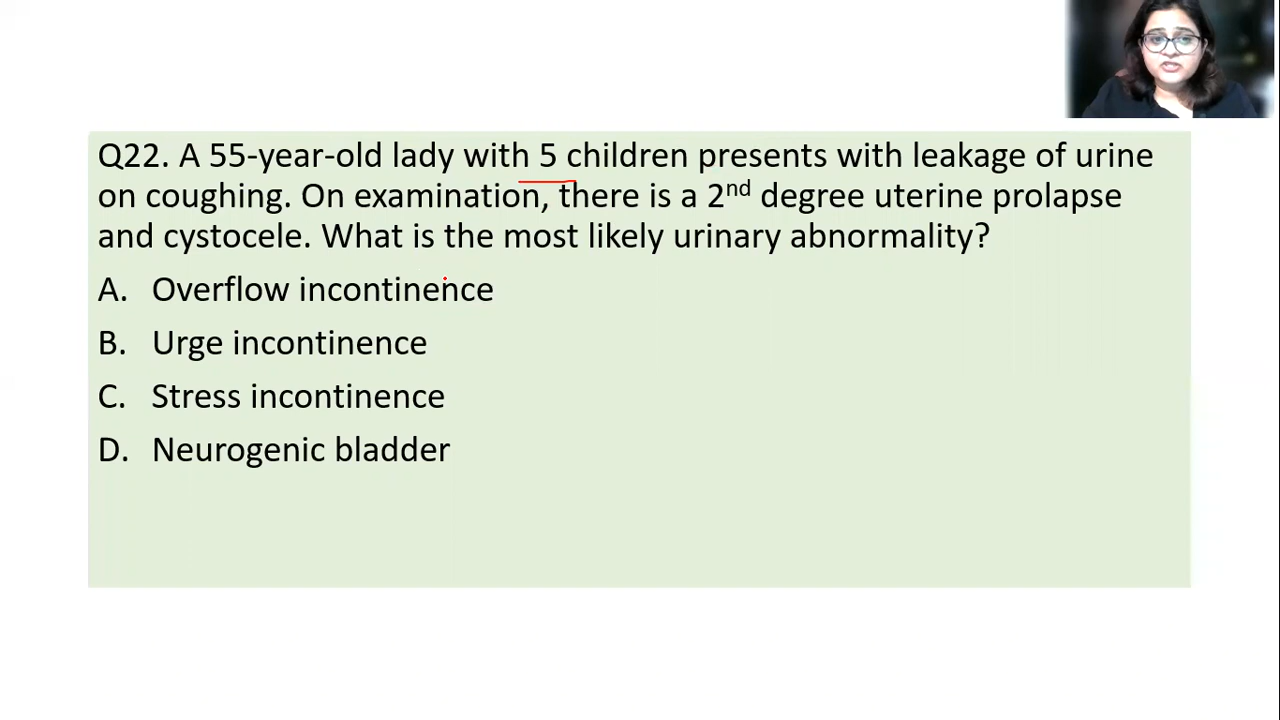 Q22. A 55-year-old lady with 5 children presents with leakage of urine
on coughing. On examination, there is a 2nd degree uterine prolapse
and cystocele. What is the most likely urinary abnormality?
A. Overflow incontinence
B. Urge incontinence
C. Stress incontinence
D. Neurogenic bladder